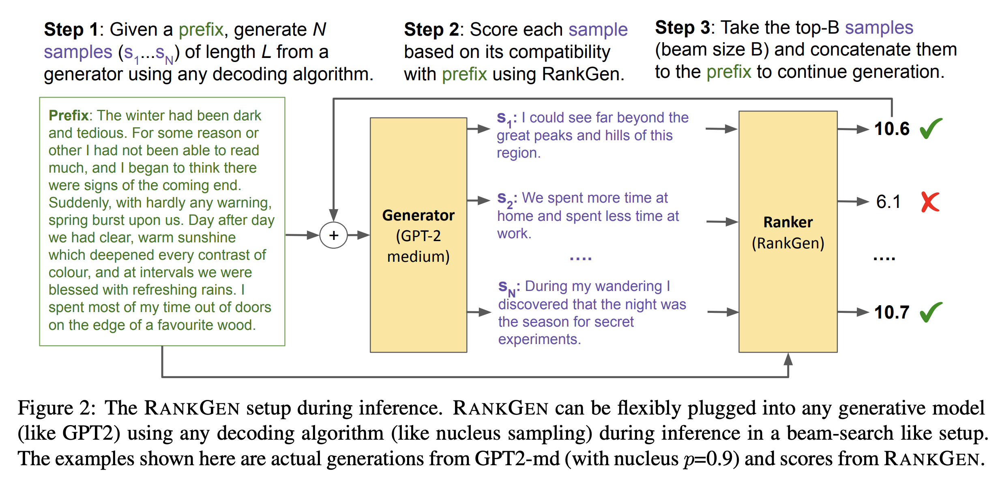 Step 1: Given a prefix, generate N
samples (s1...sN) of length L from a
generator using any decoding algorithm.
Step 2: Score each sample
based on its compatibility
with prefix using RankGen.
Step 3: Take the top-B samples
(beam size B) and concatenate them
to the prefix to continue generation.
Prefix: The winter had been dark
and tedious. For some reason or
other I had not been able to read
much, and I began to think there
were signs of the coming end.
Suddenly, with hardly any warning,
spring burst upon us. Day after day
we had clear, warm sunshine
which deepened every contrast of
colour, and at intervals we were
blessed with refreshing rains. I
spent most of my time out of doors
on the edge of a favourite wood.
+
Generator
(GPT-2
medium)
s1: I could see far beyond the
great peaks and hills of this
region.
s2: We spent more time at
home and spent less time at
work.
....
sN: During my wandering I
discovered that the night was
the season for secret
experiments.
Ranker
(RankGen)
10.6
6.1
....
10.7
Figure 2: The RANKGEN setup during inference. RANKGEN can be flexibly plugged into any generative model
(like GPT2) using any decoding algorithm (like nucleus sampling) during inference in a beam-search like setup.
The examples shown here are actual generations from GPT2-md (with nucleus p=0.9) and scores from RANKGEN.